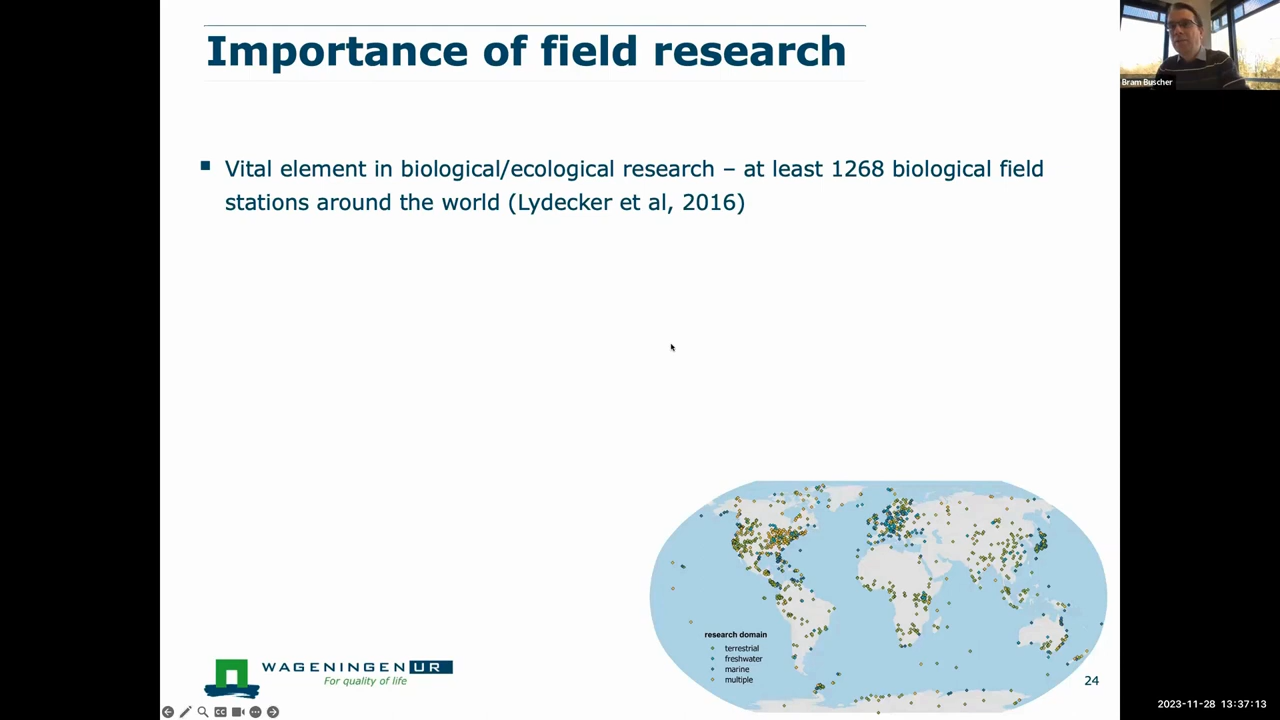 Importance of field research
Bram Buscher
Vital element in biological/ecological research – at least 1268 biological field
stations around the world (Lydecker et al, 2016)
research domain
terrestrial
freshwater
marine
multiple
WAGENINGEN UR
For quality of life
24
CC
2023-11-28 13:37:13